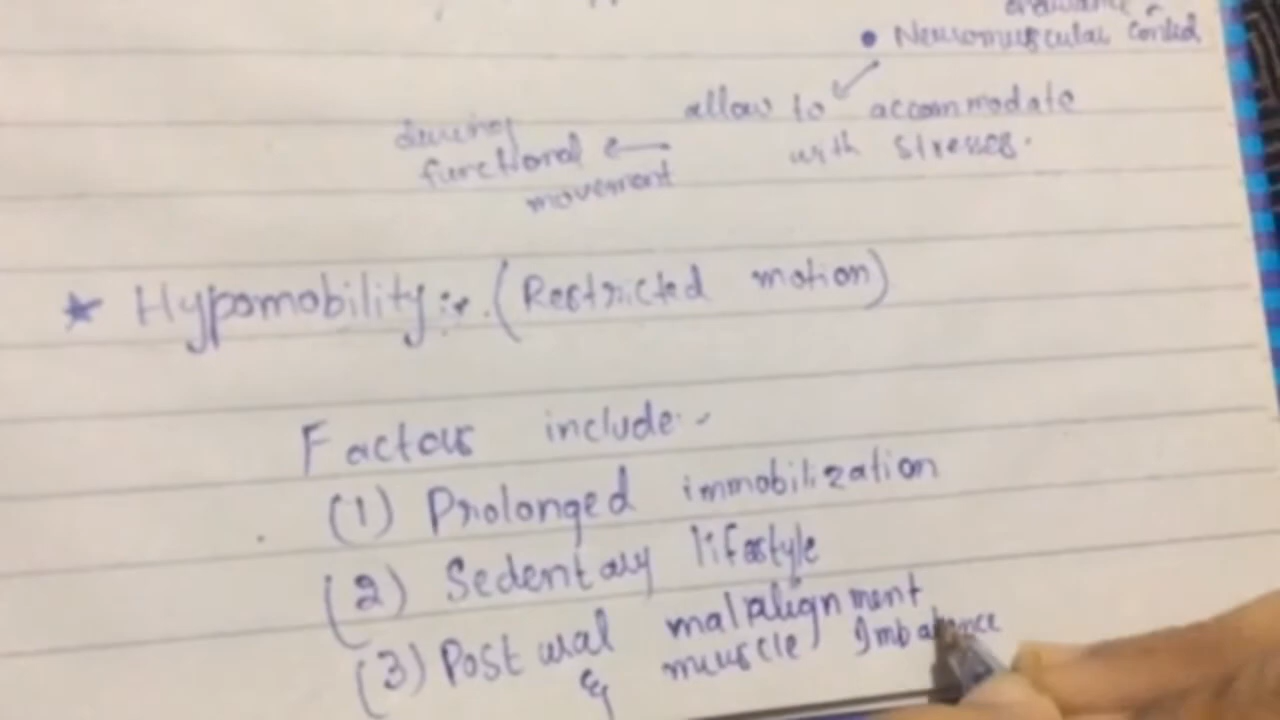 • Neuromuscular Control
allow to accommodate
with stresses.
during
functional
movement
★ Hypomobility :- (Restricted motion)
Factors include :-
(1) Prolonged immobilization
(2) Sedentary lifestyle
(3) Postural malalignment
& muscle Imbalance